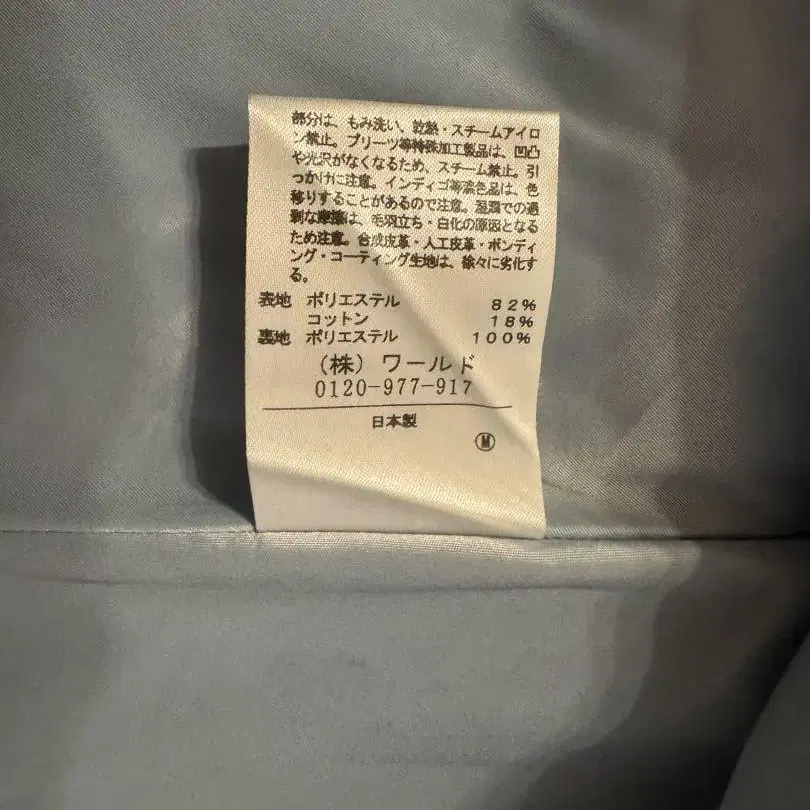 部分は、もみ洗い、乾熱・スチームアイロ
ン禁止。プリーツ等特殊加工製品は、凹凸
や光沢がなくなるため、スチーム禁止。引
っかけに注意。インディゴ等濃色品は、色
移りすることがあるので注意。湿潤での過
剰な摩擦は、毛羽立ち・白化の原因となる
ため注意。合成皮革・人工皮革・ボンディ
ング・コーティング生地は、徐々に劣化す
る。
表地 ポリエステル 82%
コットン 18%
裏地 ポリエステル 100%
(株) ワールド
0120-977-917
日本製
Ⓜ